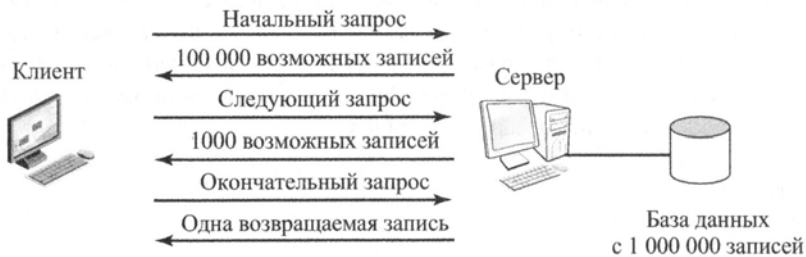 Начальный запрос
100 000 возможных записей
Клиент
Сервер
Следующий запрос
1000 возможных записей
Окончательный запрос
Одна возвращаемая запись
База данных
с 1 000 000 записей